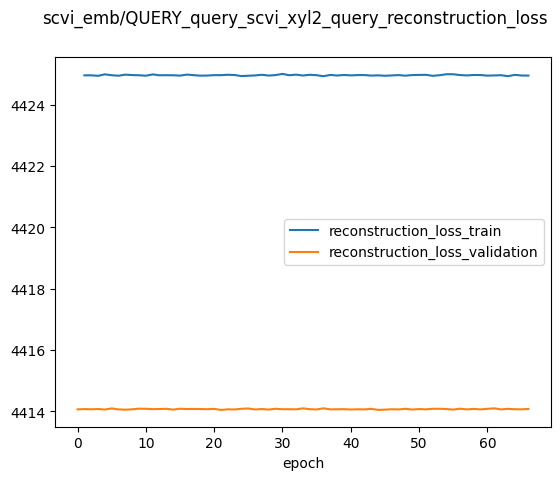 scvi_emb/QUERY_query_scvi_xyl2_query_reconstruction_loss
4424
4422
4420
4418
4416
4414
reconstruction_loss_train
reconstruction_loss_validation
0 10 20 30 40 50 60
epoch